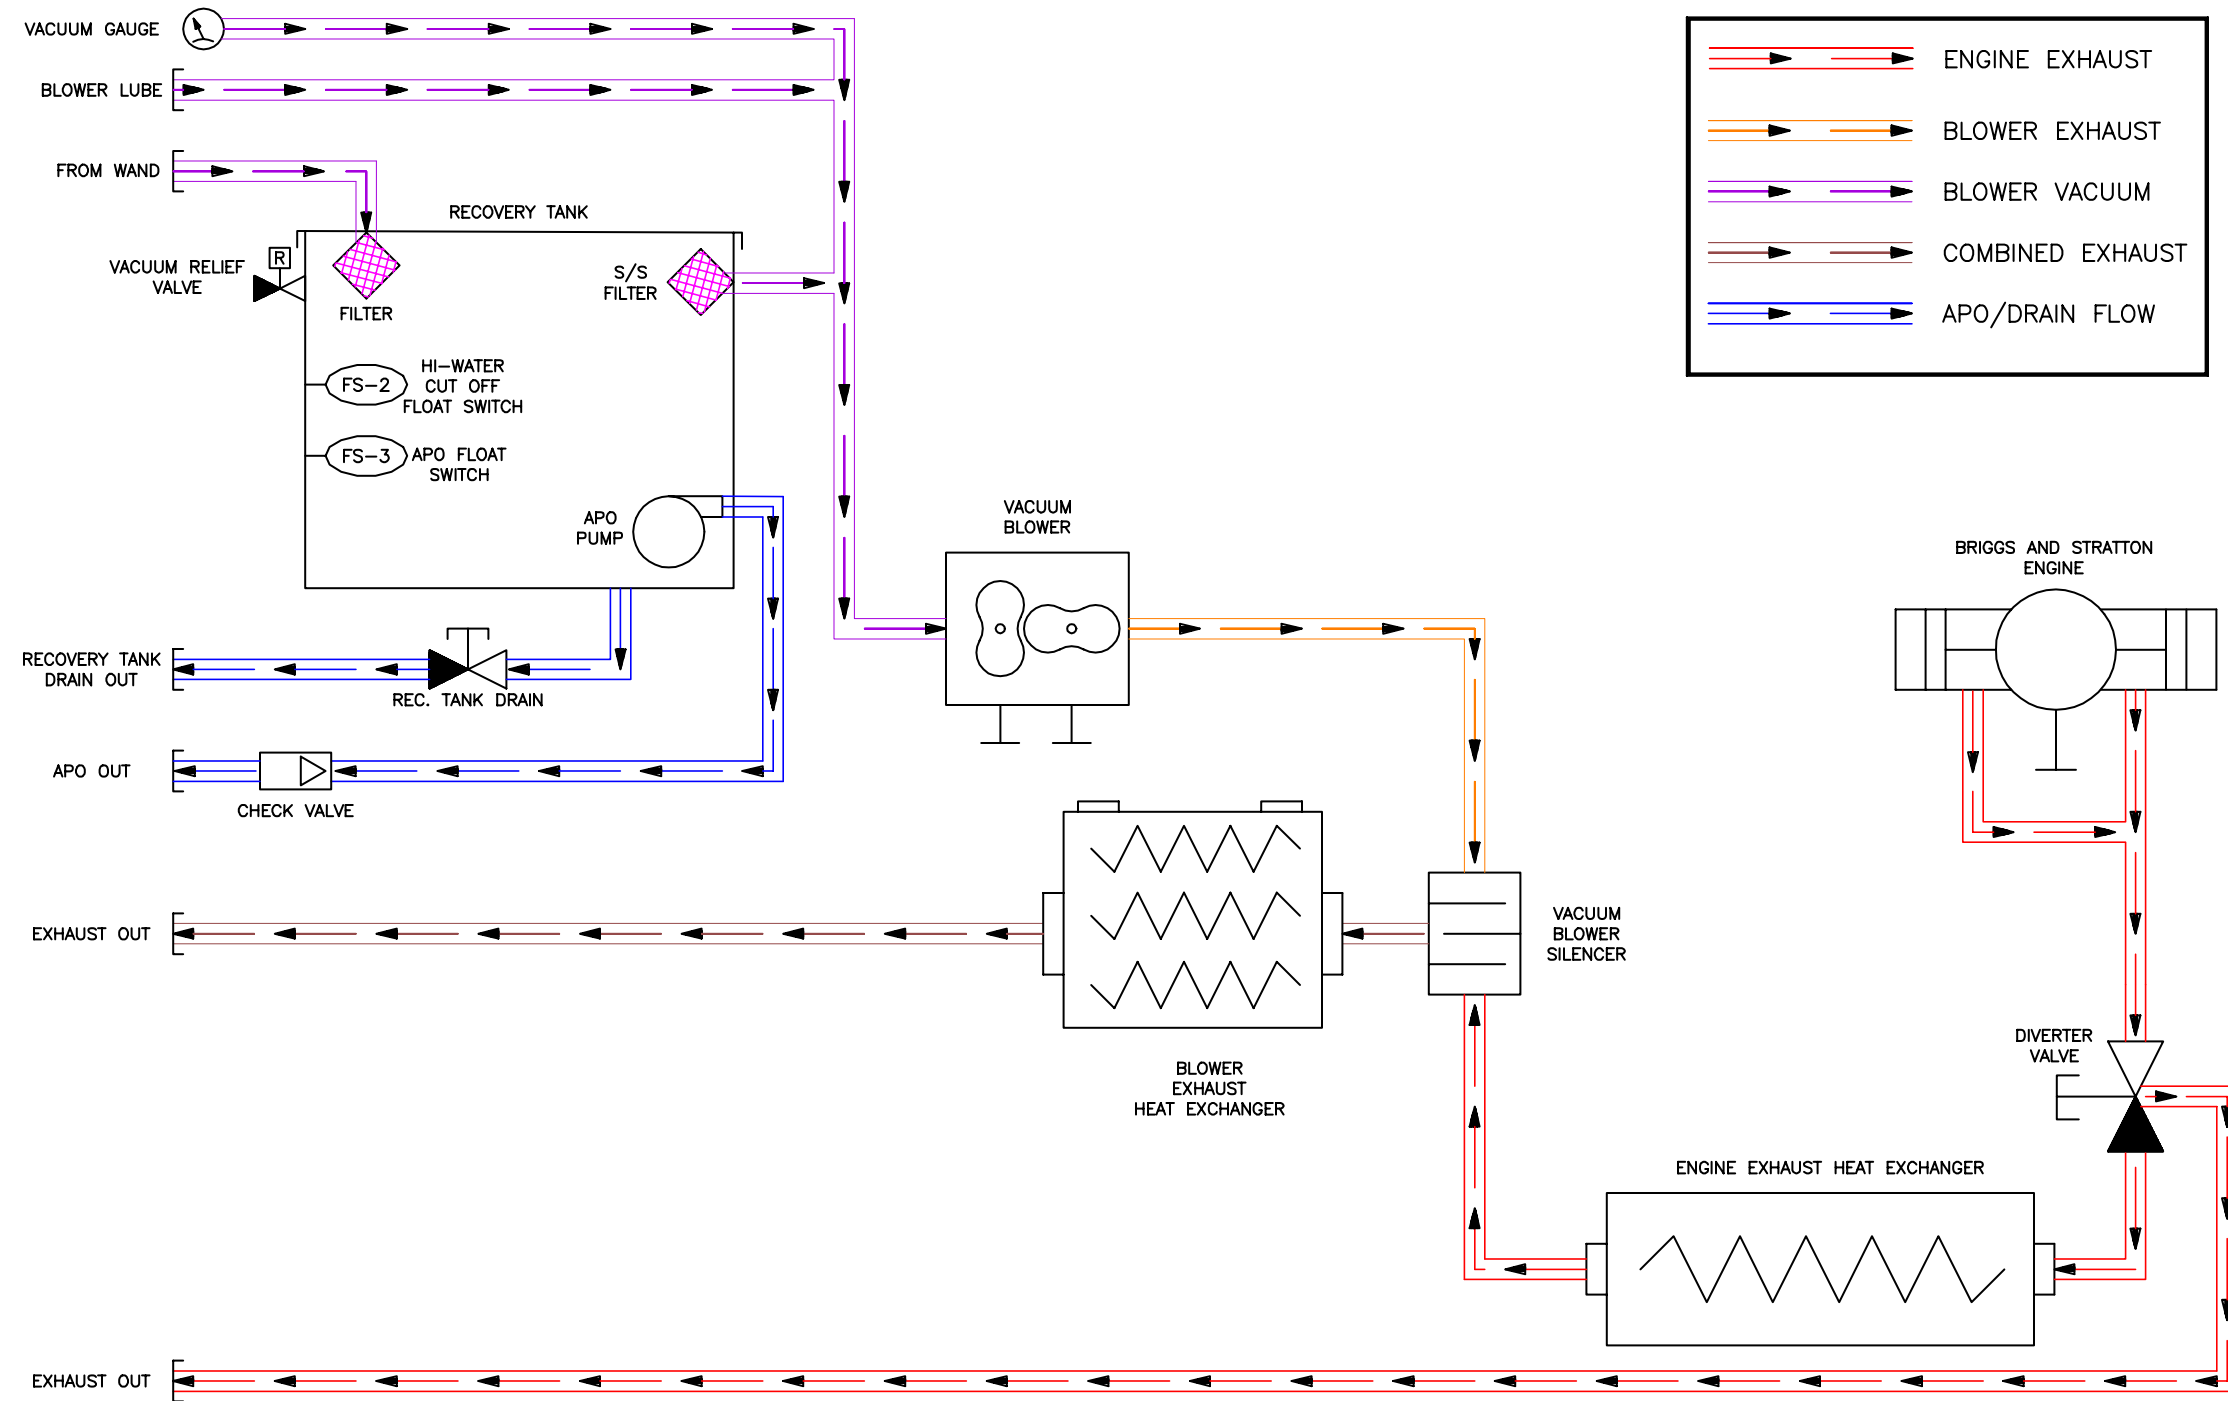 VACUUM GAUGE
BLOWER LUBE
FROM WAND
RECOVERY TANK
VACUUM RELIEF
VALVE
R
FILTER
S/S
FILTER
FS-2
HI-WATER
CUT OFF
FLOAT SWITCH
FS-3
APO FLOAT
SWITCH
APO
PUMP
RECOVERY TANK
DRAIN OUT
REC. TANK DRAIN
APO OUT
CHECK VALVE
EXHAUST OUT
EXHAUST OUT
VACUUM
BLOWER
BLOWER
EXHAUST
HEAT EXCHANGER
VACUUM
BLOWER
SILENCER
BRIGGS AND STRATTON
ENGINE
DIVERTER
VALVE
ENGINE EXHAUST HEAT EXCHANGER
ENGINE EXHAUST
BLOWER EXHAUST
BLOWER VACUUM
COMBINED EXHAUST
APO/DRAIN FLOW